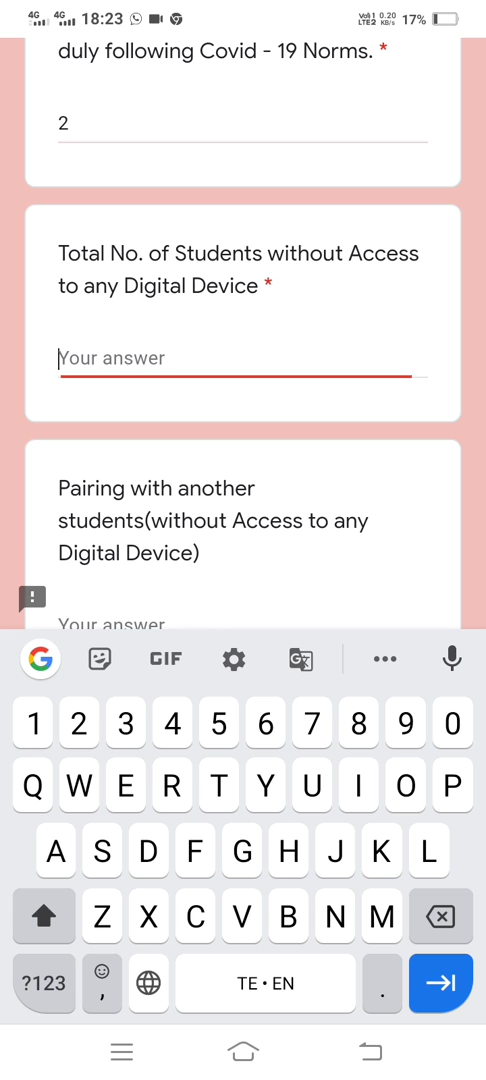 4G 4G 18:23 Vo)) 1 LTE2 0.20 KB/s 17%
duly following Covid - 19 Norms. *
2
Total No. of Students without Access
to any Digital Device *
Your answer
Pairing with another
students(without Access to any
Digital Device)
Your answer
G GIF G
1 2 3 4 5 6 7 8 9 0
Q W E R T Y U I O P
A S D F G H J K L
Z X C V B N M
?123 , TE • EN .